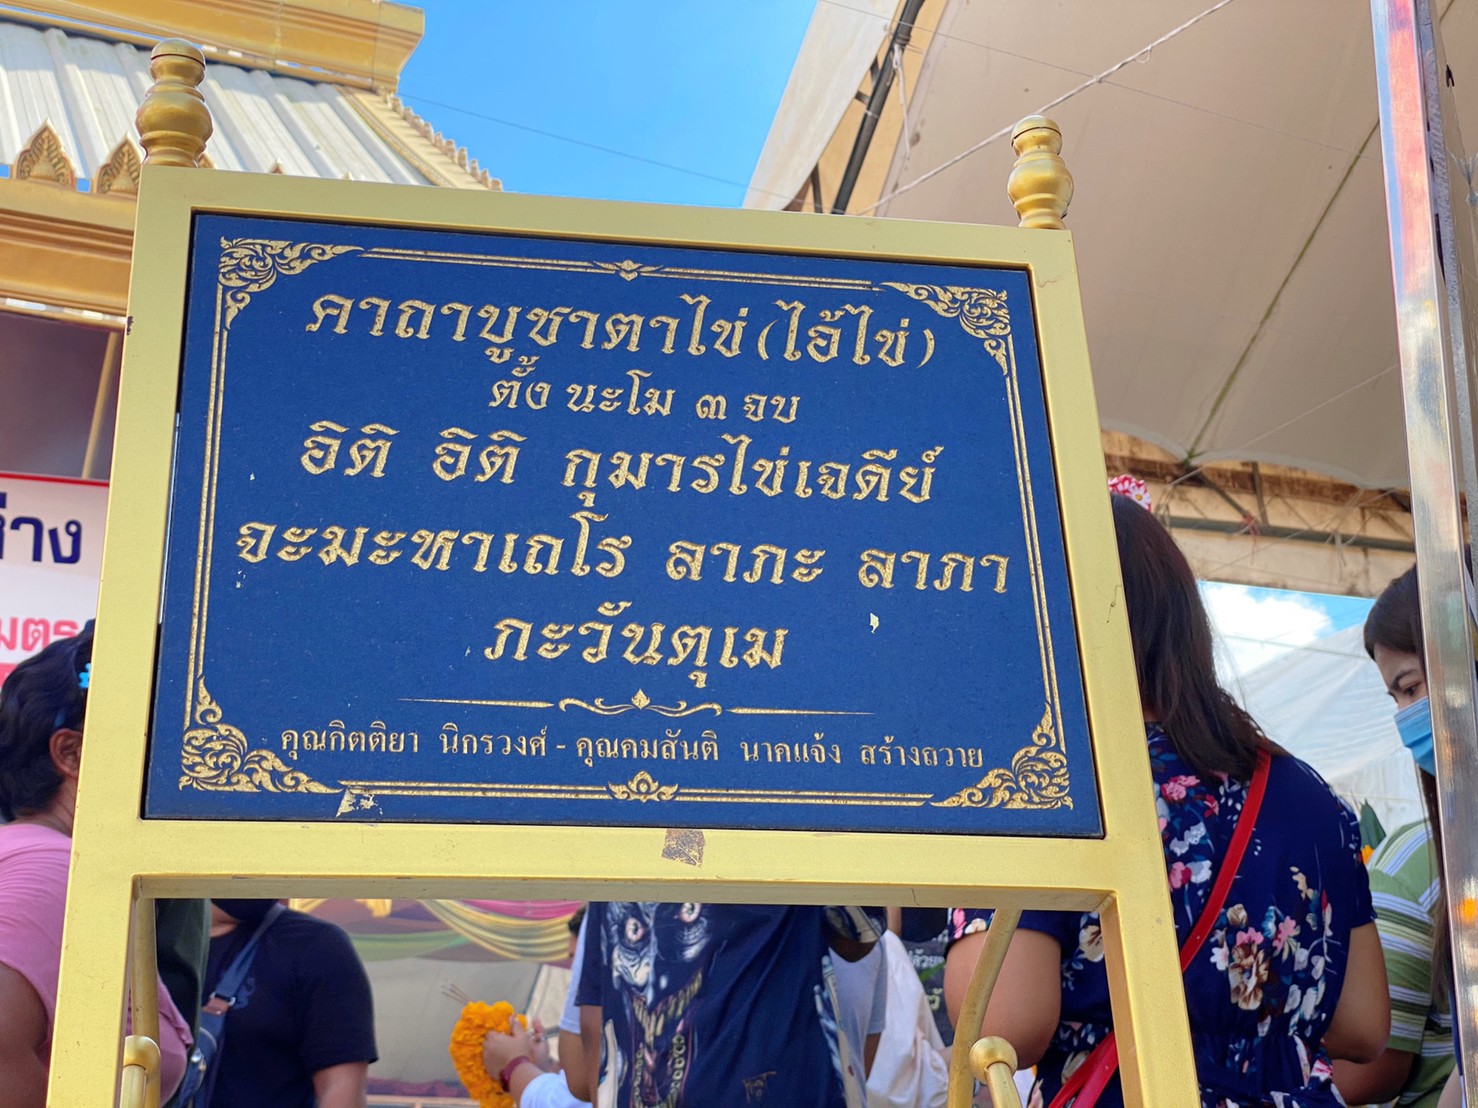 คาถาบูชาตาไข่(ไอ้ไข่)
ตั้ง นะโม ๓ จบ
อิติ อิติ กุมารไข่เจดีย์
จะมะหาเถโร ลาภะ ลาภา
ภะวันตุเม
คุณกิตติยา นิกรวงศ์ - คุณคมสันติ นาคแจ้ง สร้างถวาย